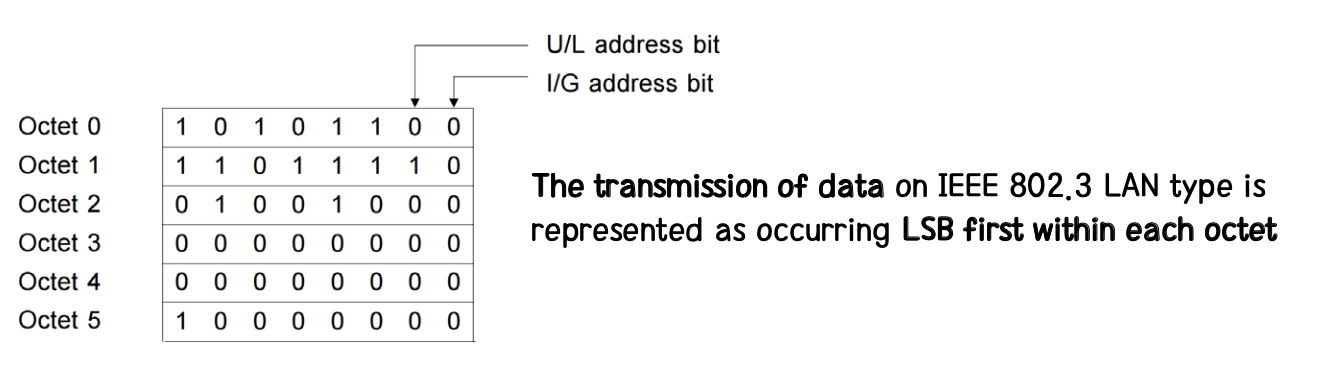 U/L address bit
I/G address bit
Octet 0 1 0 1 0 1 1 0 0
Octet 1 1 1 0 1 1 1 1 0
Octet 2 0 1 0 0 1 0 0 0
Octet 3 0 0 0 0 0 0 0 0
Octet 4 0 0 0 0 0 0 0 0
Octet 5 1 0 0 0 0 0 0 0
The transmission of data on IEEE 802.3 LAN type is
represented as occurring LSB first within each octet